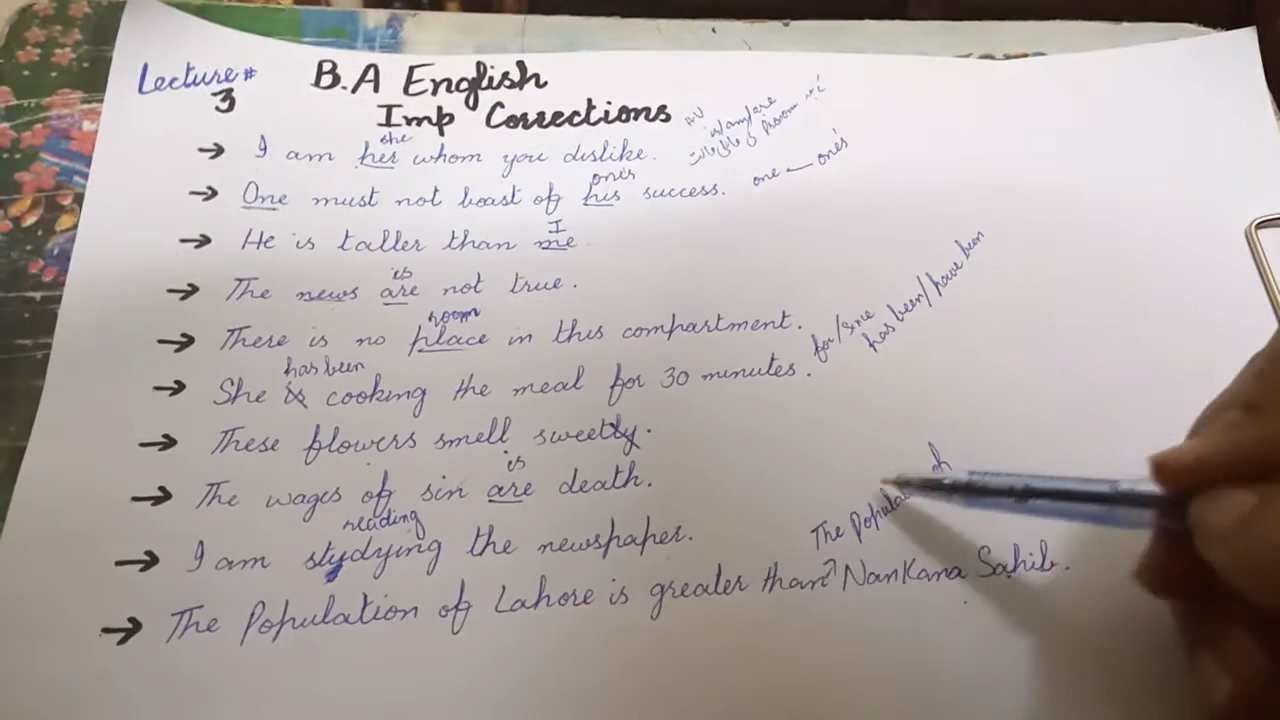 Lecture #
3
B.A English
Imp Corrections
she
→ I am her whom you dislike.
is/am/are
one's
→ One must not boast of his success. one — one's
I
→ He is taller than me.
is
→ The news are not true.
room
→ There is no place in this compartment.
for/since
has been/have been
has been
→ She is cooking the meal for 30 minutes.
→ These flowers smell sweetly.
is
→ The wages of sin are death.
reading
→ I am stydying the newspaper.
The
→ The Population of Lahore is greater than Nankana Sahib.